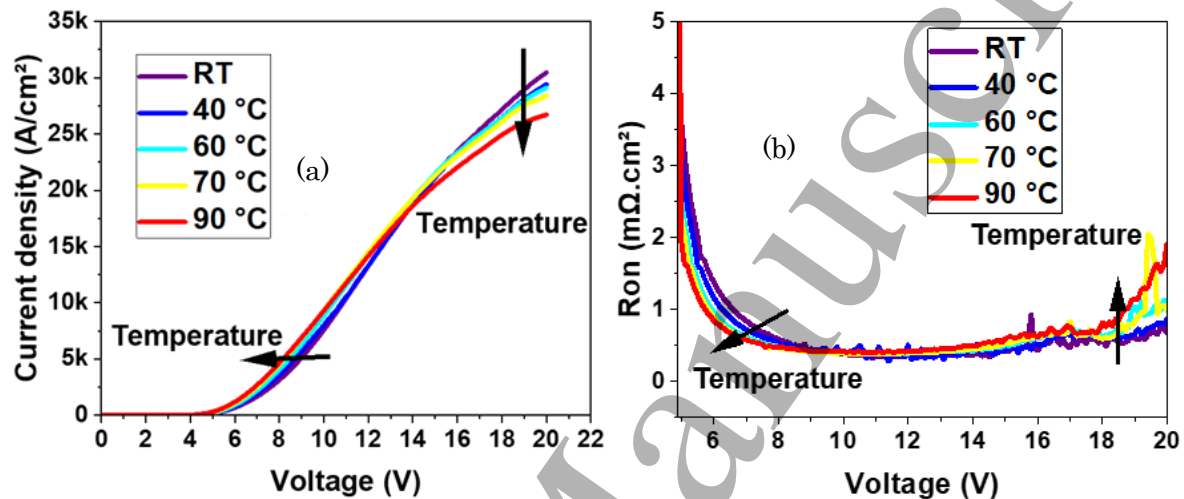 35k
30k
25k
20k
15k
10k
5k
0
Current density (A/cm²)
RT
40 °C
60 °C
70 °C
90 °C
(a)
Temperature
Temperature
0 2 4 6 8 10 12 14 16 18 20 22
Voltage (V)
5
4
3
2
1
0
Ron (mΩ.cm²)
RT
40 °C
60 °C
70 °C
90 °C
(b)
Temperature
Temperature
6 8 10 12 14 16 18 20
Voltage (V)
Manuscr